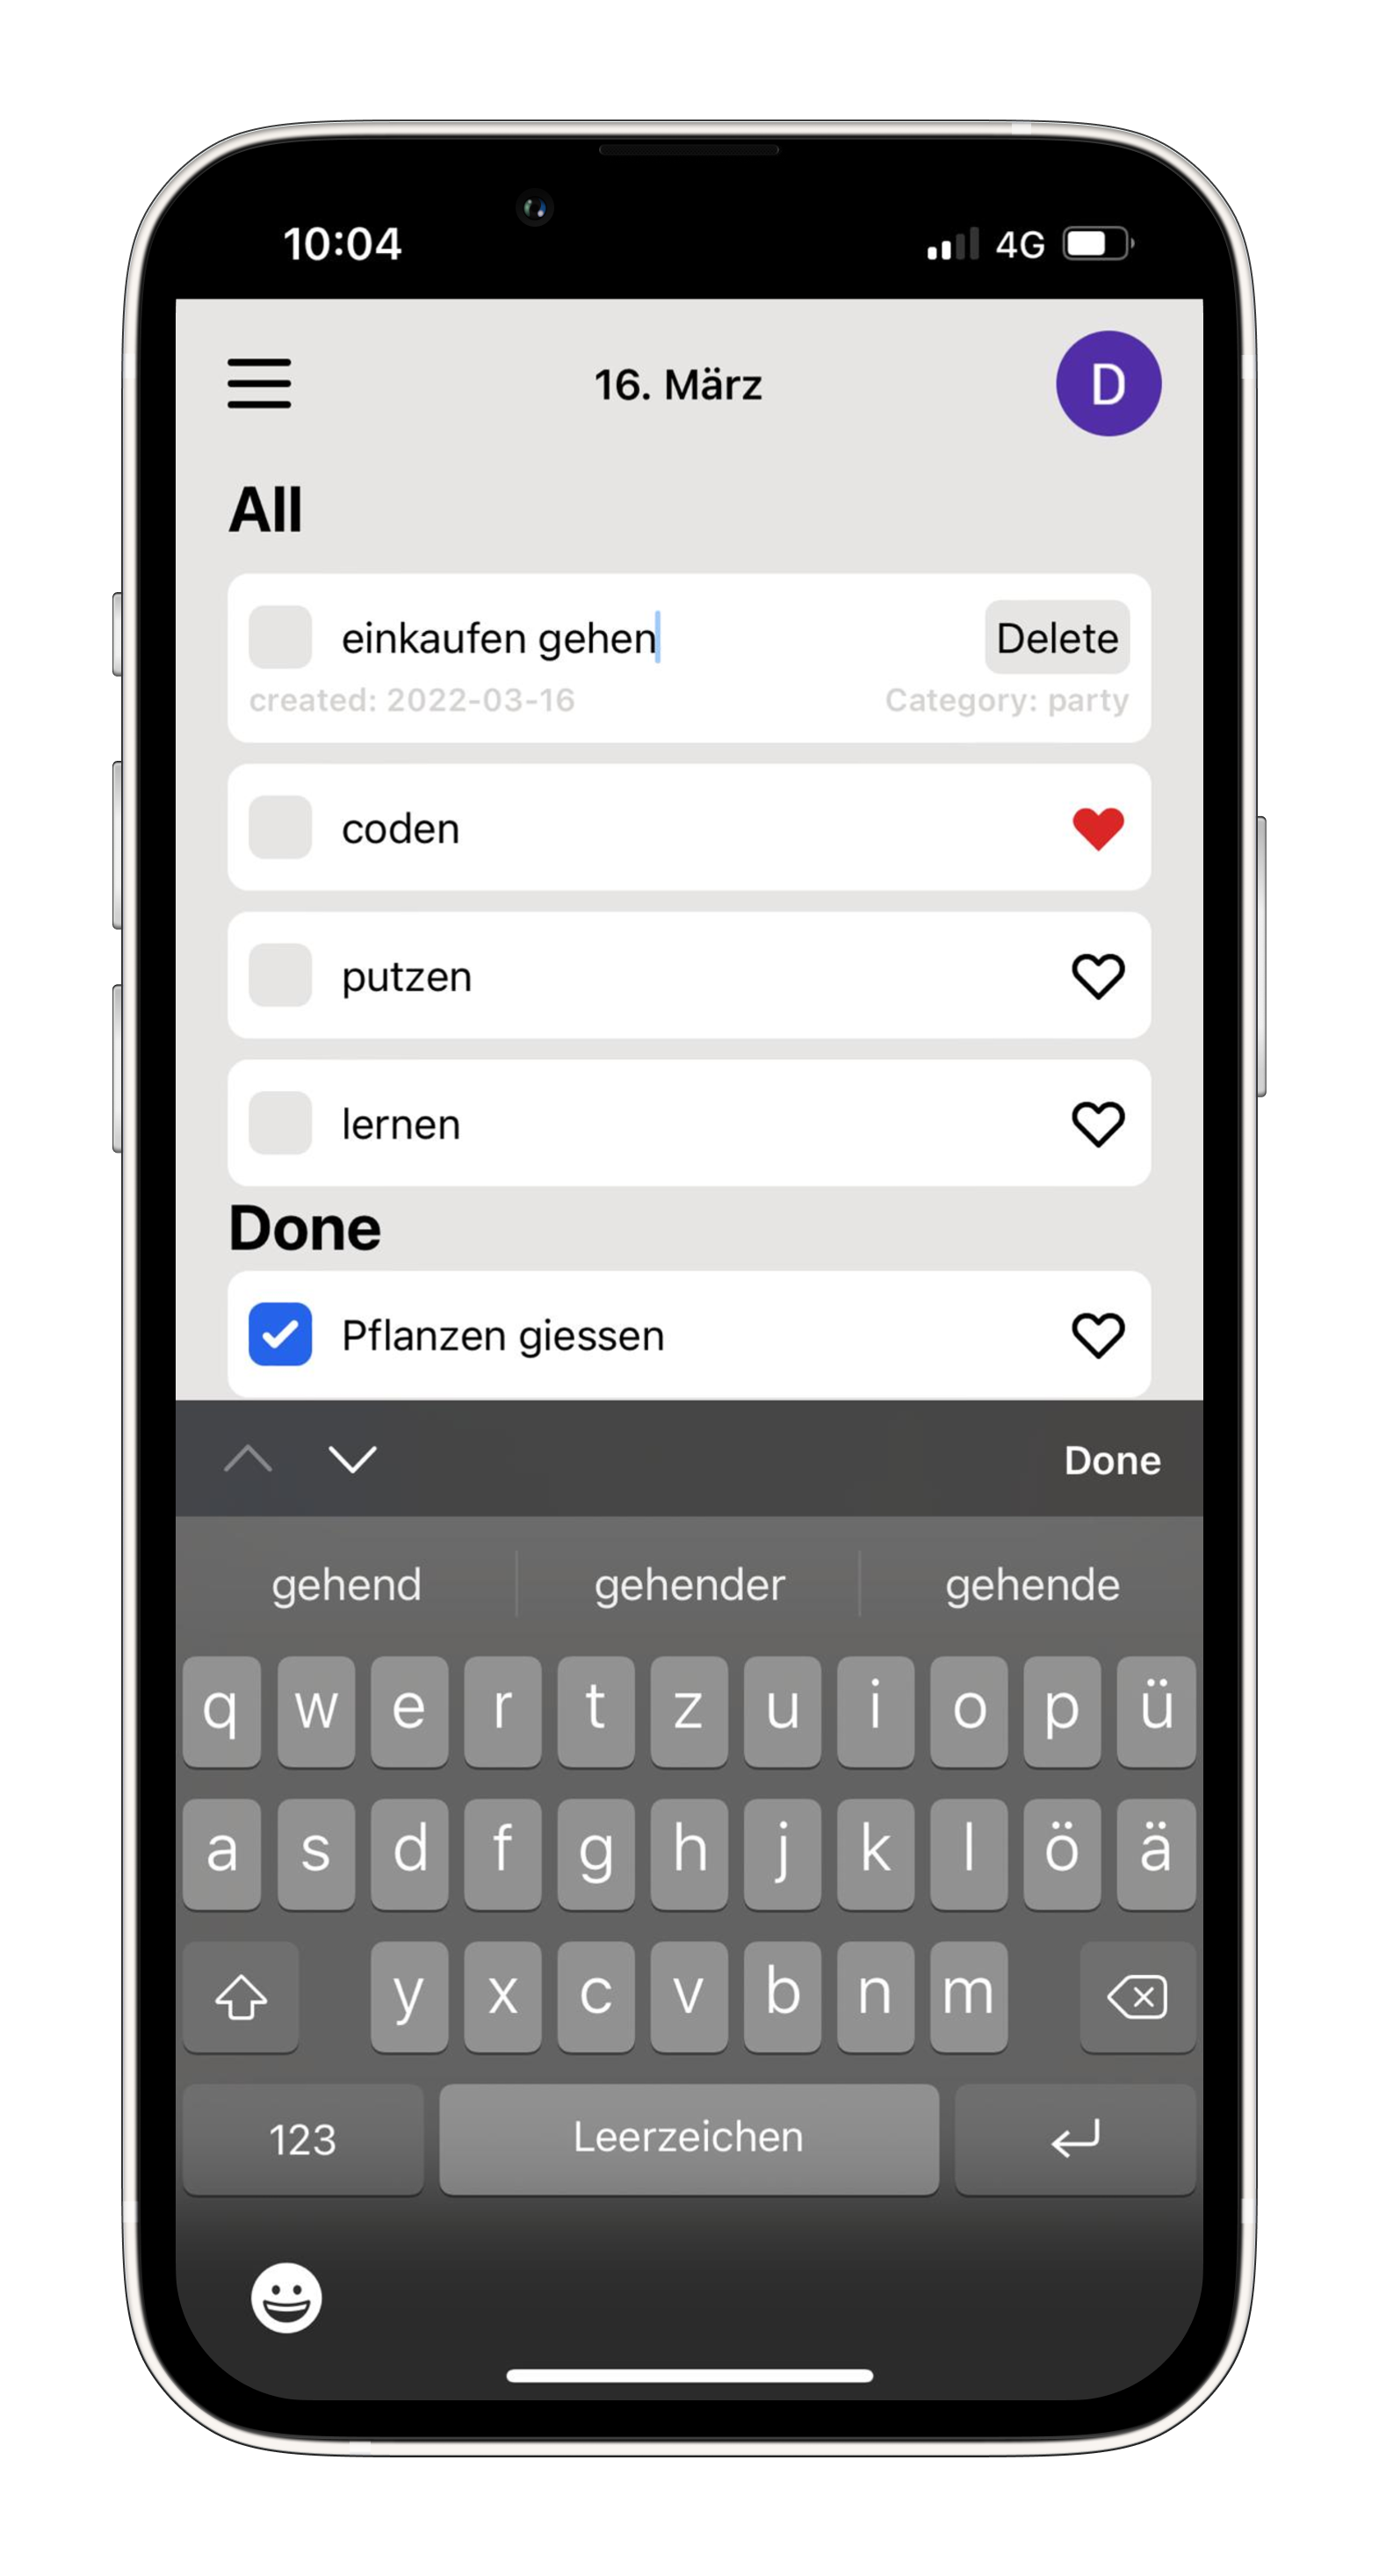 10:04 4G
16. März D
All
einkaufen gehen Delete
created: 2022-03-16 Category: party
coden
putzen
lernen
Done
Pflanzen giessen
Done
gehend gehender gehende
q w e r t z u i o p ü
a s d f g h j k l ö ä
y x c v b n m
123 Leerzeichen